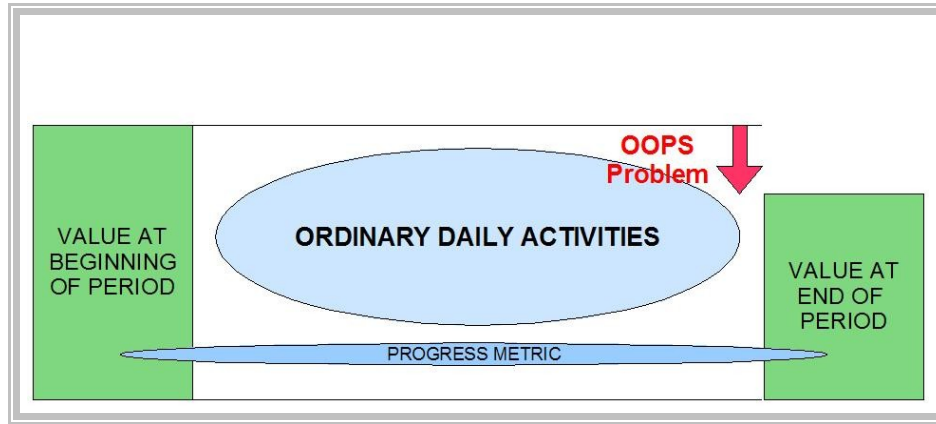 OOPS
Problem
ORDINARY DAILY ACTIVITIES
VALUE AT
BEGINNING
OF PERIOD
VALUE AT
END OF
PERIOD
PROGRESS METRIC